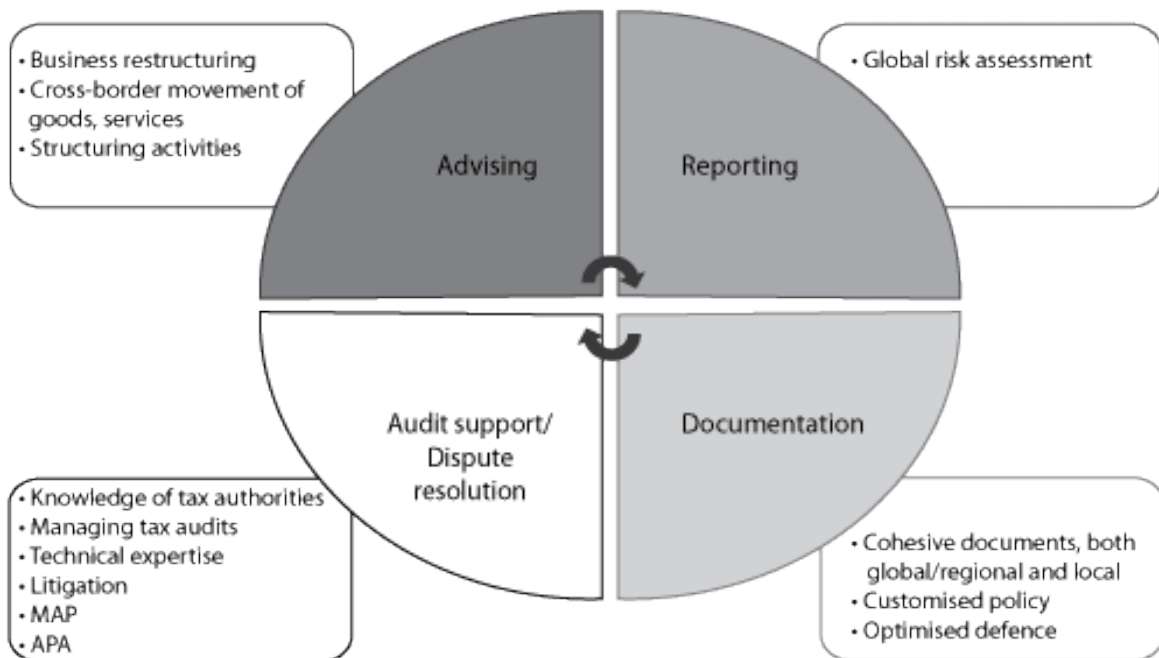 • Business restructuring
• Cross-border movement of
goods, services
• Structuring activities
Advising
Reporting
• Global risk assessment
Audit support/
Dispute
resolution
Documentation
• Knowledge of tax authorities
• Managing tax audits
• Technical expertise
• Litigation
• MAP
• APA
• Cohesive documents, both
global/regional and local
• Customised policy
• Optimised defence